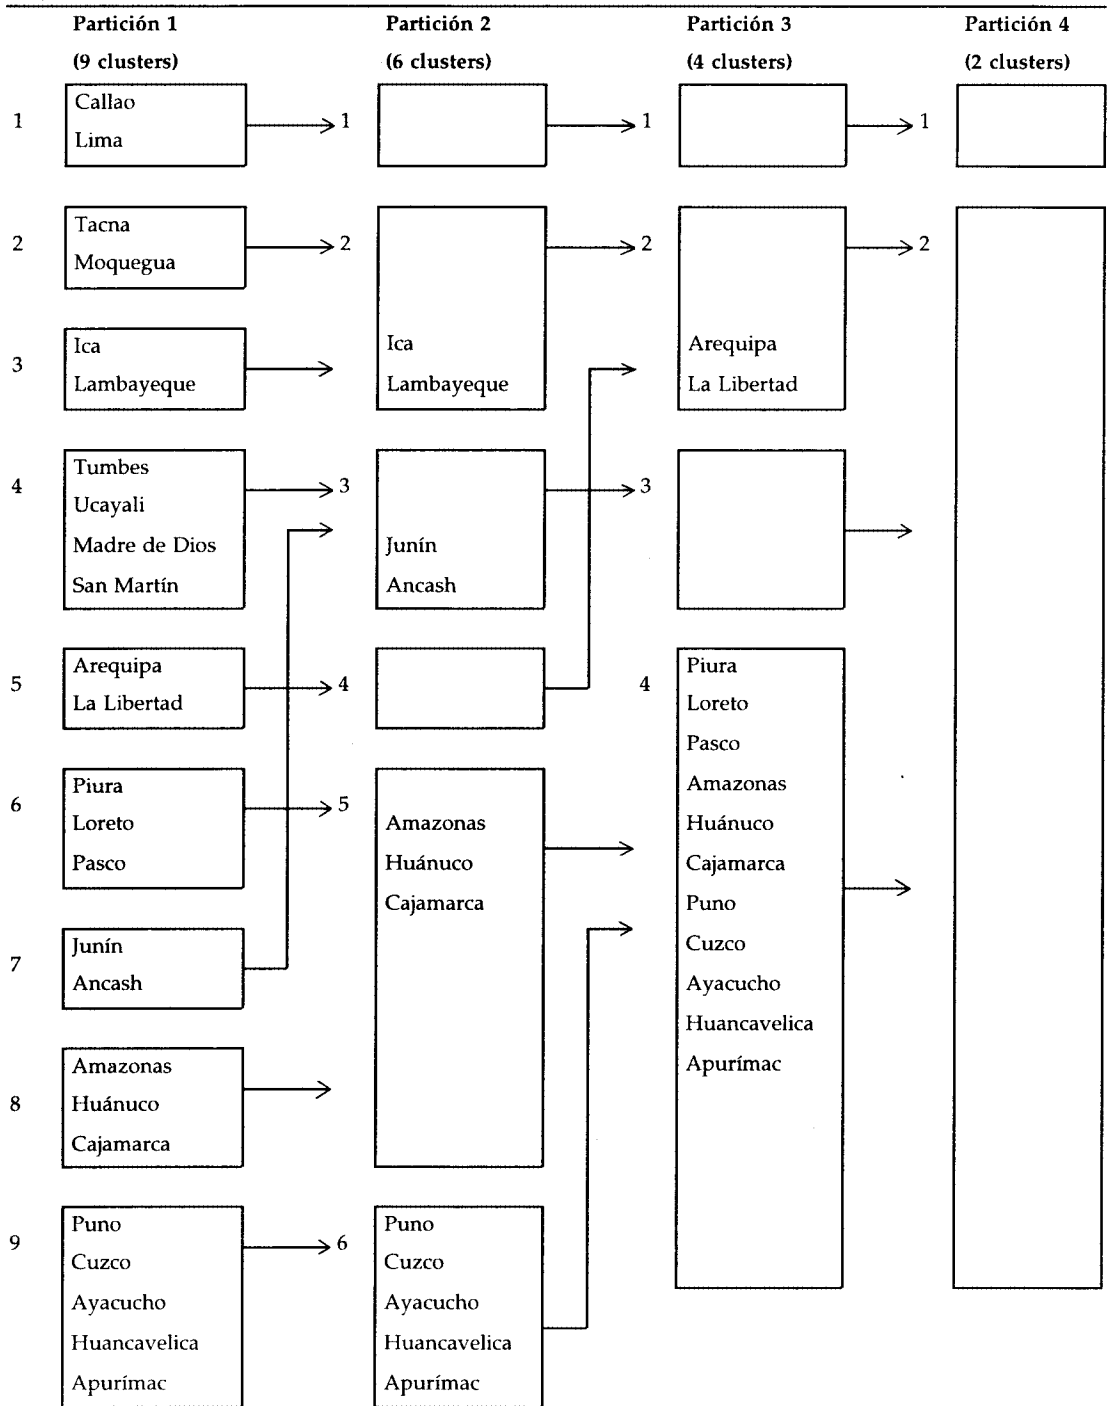 Partición 1
(9 clusters)
Partición 2
(6 clusters)
Partición 3
(4 clusters)
Partición 4
(2 clusters)
1
Callao
Lima
1
1
1
2
Tacna
Moquegua
2
2
2
3
Ica
Lambayeque
Ica
Lambayeque
Arequipa
La Libertad
4
Tumbes
Ucayali
Madre de Dios
San Martín
3
Junín
Ancash
3
5
Arequipa
La Libertad
4
4
6
Piura
Loreto
Pasco
5
Amazonas
Huánuco
Cajamarca
Piura
Loreto
Pasco
Amazonas
Huánuco
Cajamarca
Puno
Cuzco
Ayacucho
Huancavelica
Apurímac
7
Junín
Ancash
8
Amazonas
Huánuco
Cajamarca
9
Puno
Cuzco
Ayacucho
Huancavelica
Apurímac
6
Puno
Cuzco
Ayacucho
Huancavelica
Apurímac